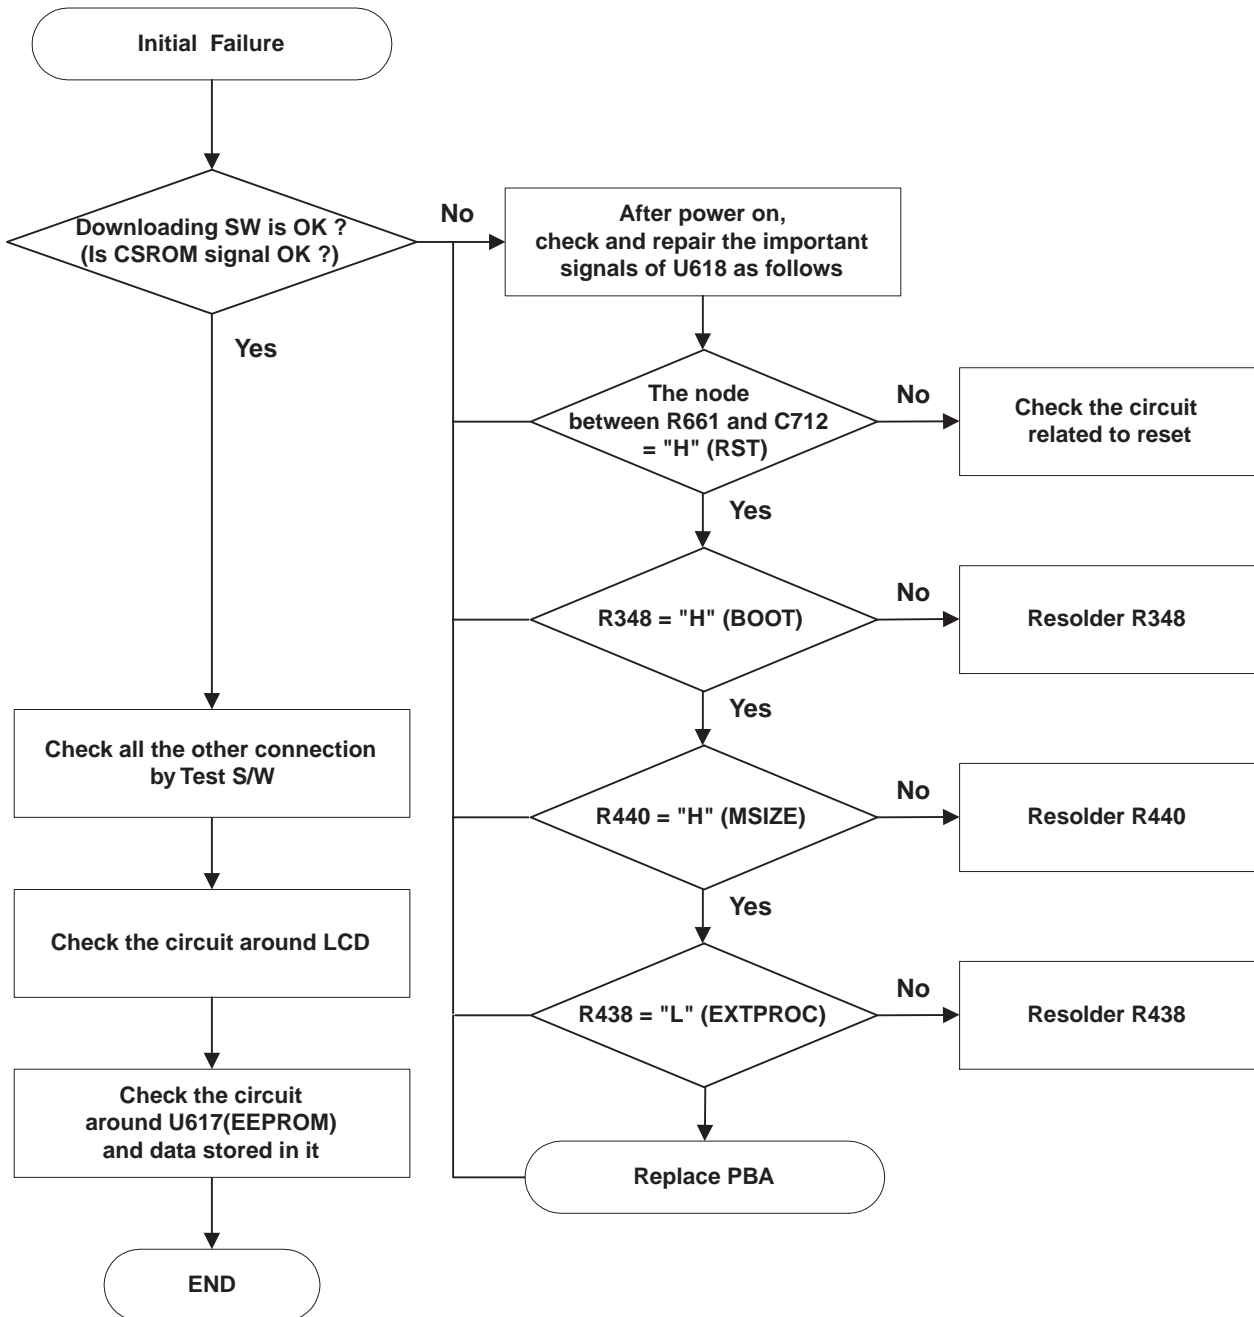 Initial Failure
Downloading SW is OK ?
(Is CSROM signal OK ?)
No
After power on,
check and repair the important
signals of U618 as follows
Yes
The node
between R661 and C712
= "H" (RST)
No
Check the circuit
related to reset
Yes
R348 = "H" (BOOT)
No
Resolder R348
Yes
Check all the other connection
by Test S/W
R440 = "H" (MSIZE)
No
Resolder R440
Yes
Check the circuit around LCD
R438 = "L" (EXTPROC)
No
Resolder R438
Check the circuit
around U617(EEPROM)
and data stored in it
Replace PBA
END